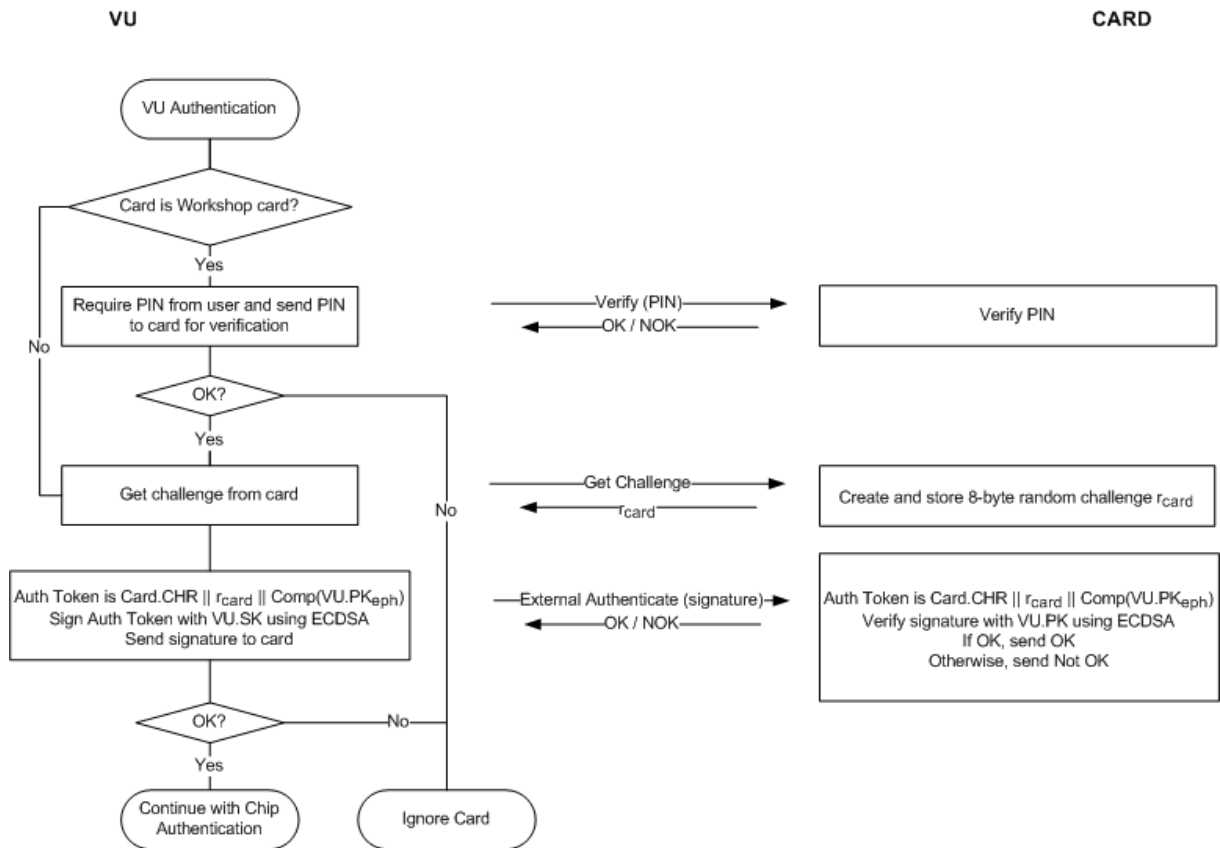 VU
CARD
VU Authentication
Card is Workshop card?
Yes
Require PIN from user and send PIN
to card for verification
Verify (PIN)
OK / NOK
Verify PIN
No
OK?
Yes
Get challenge from card
Get Challenge
rcard
Create and store 8-byte random challenge rcard
No
Auth Token is Card.CHR || rcard || Comp(VU.PKeph)
Sign Auth Token with VU.SK using ECDSA
Send signature to card
External Authenticate (signature)
OK / NOK
Auth Token is Card.CHR || rcard || Comp(VU.PKeph)
Verify signature with VU.PK using ECDSA
If OK, send OK
Otherwise, send Not OK
OK?
No
Yes
Continue with Chip
Authentication
Ignore Card